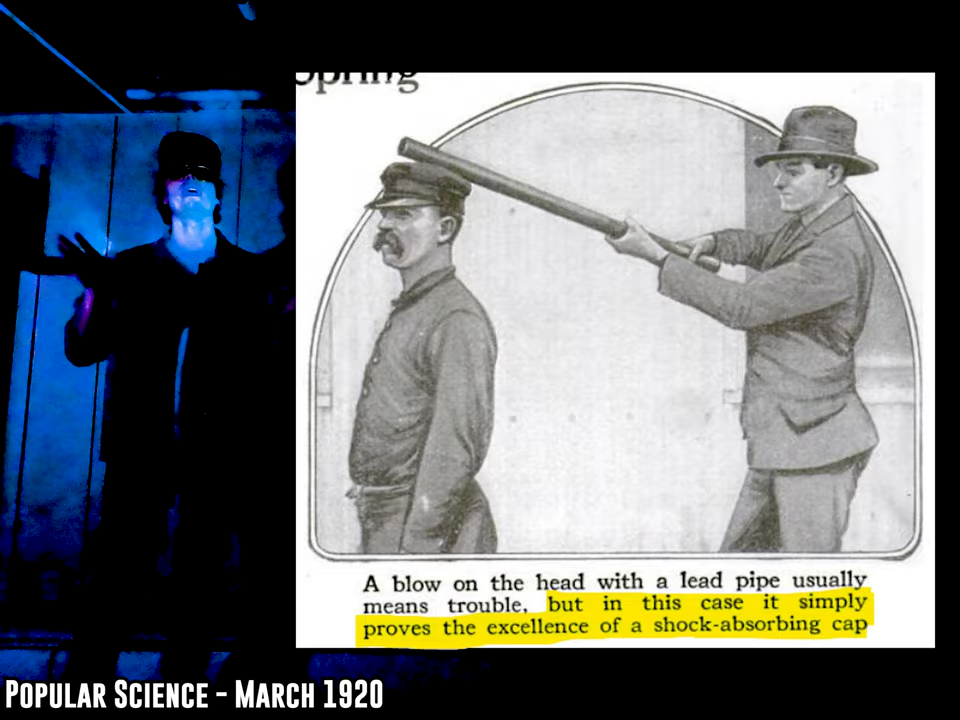 Spring
A blow on the head with a lead pipe usually
means trouble, but in this case it simply
proves the excellence of a shock-absorbing cap
Popular Science - March 1920